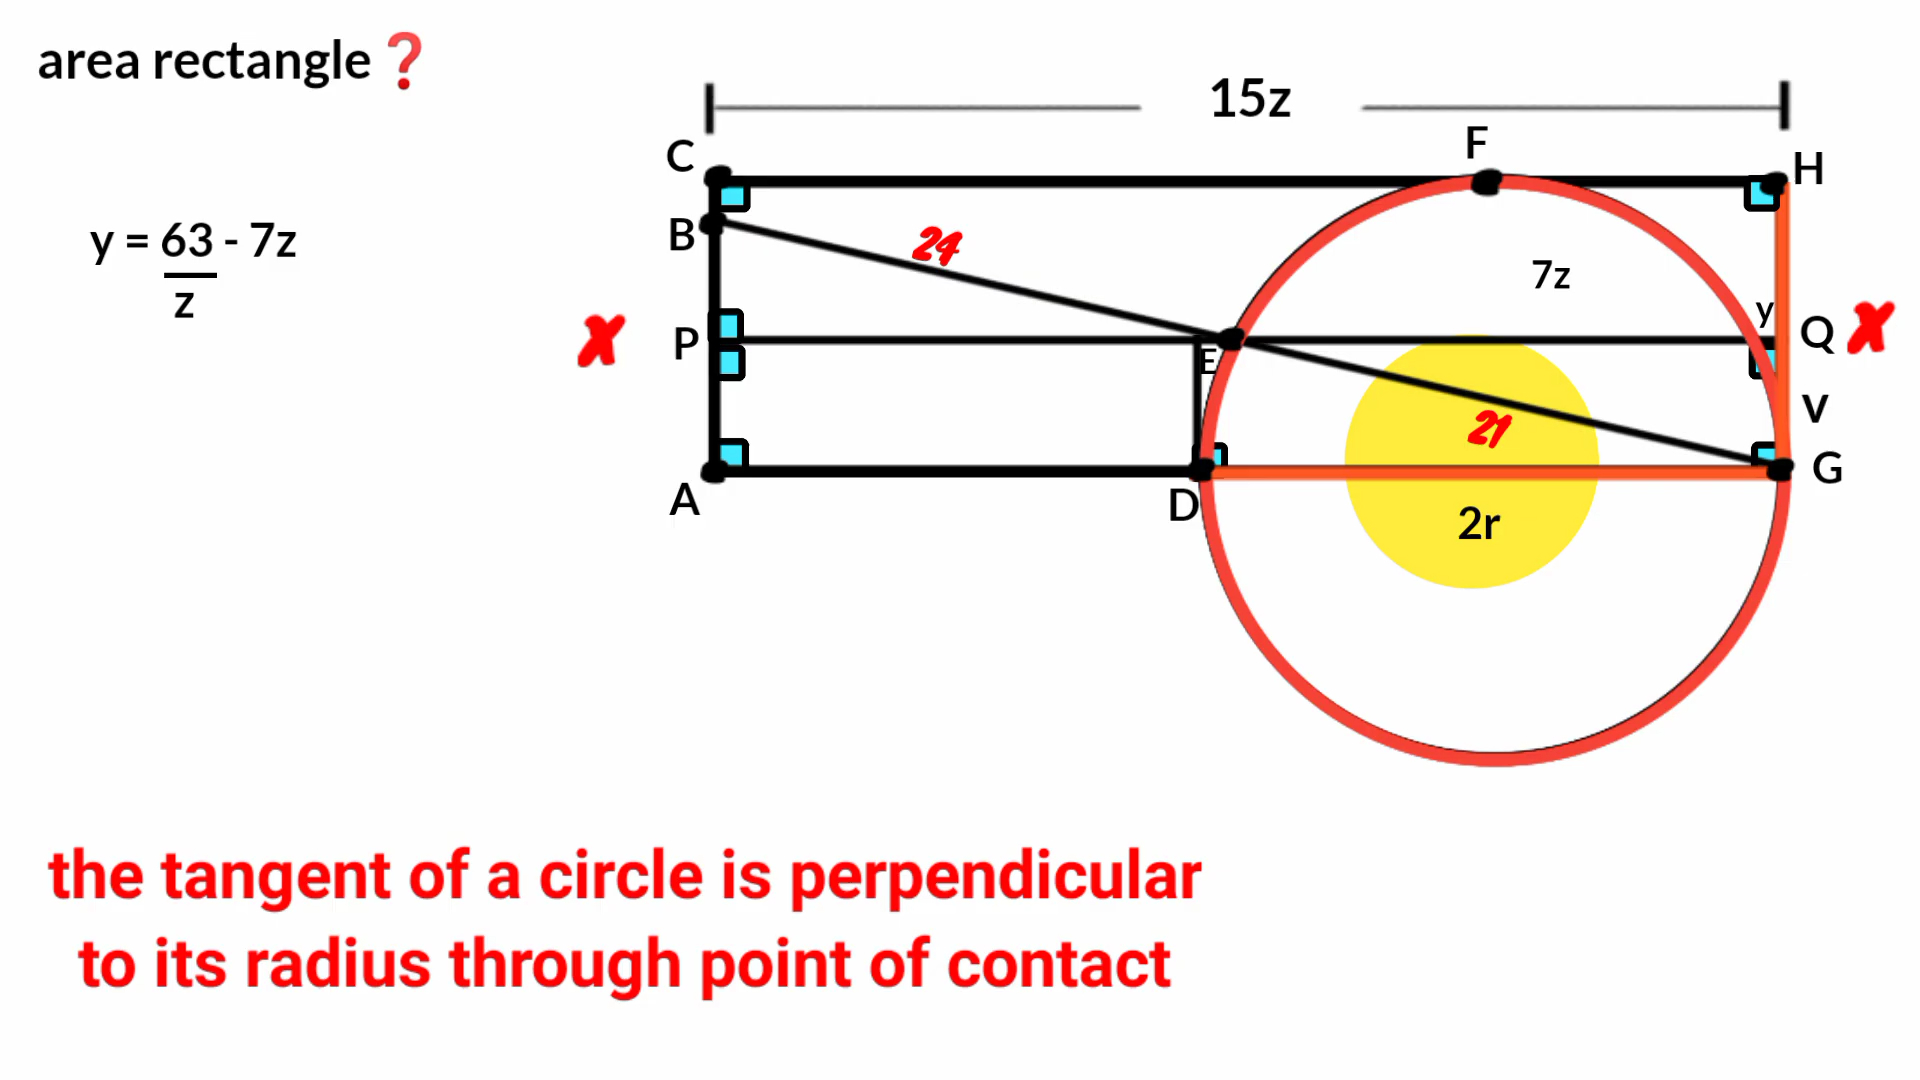 area rectangle❓
15z
C
F
H
y = 63 - 7z
z
B
24
7z
y
X
P
E
Q
X
21
V
A
D
2r
G
the tangent of a circle is perpendicular
to its radius through point of contact